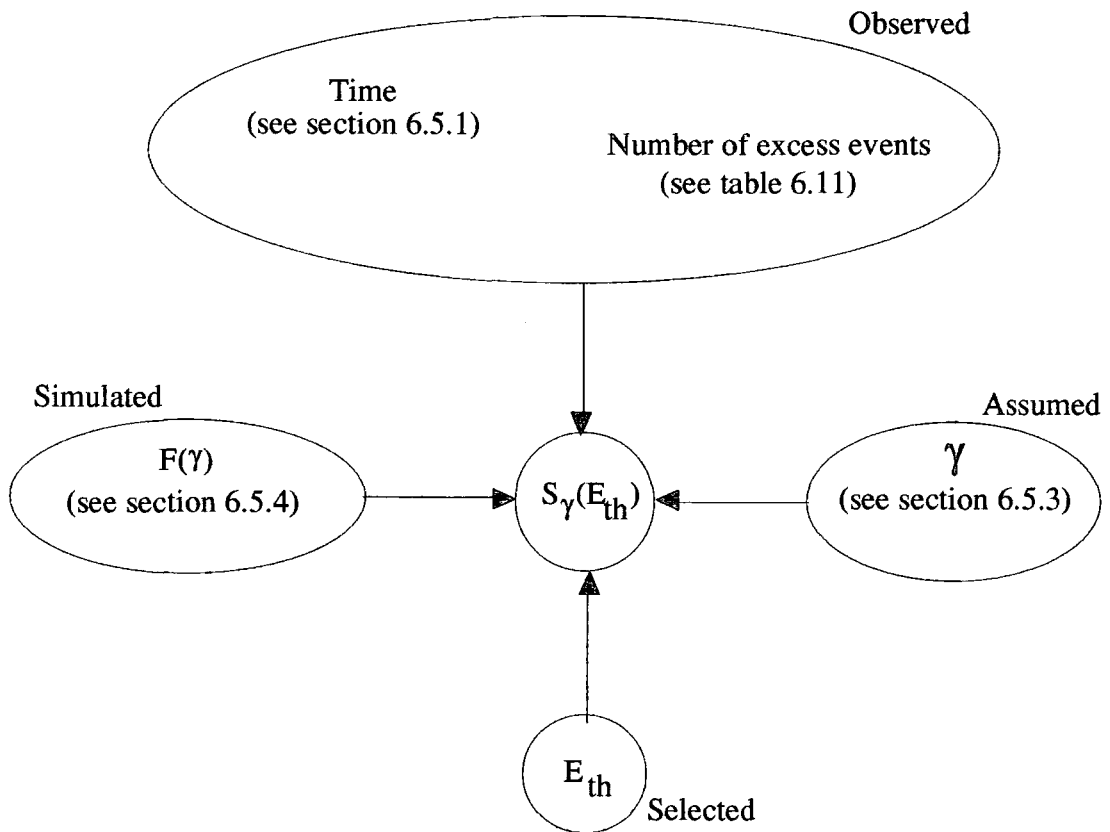 Observed
Time
(see section 6.5.1)
Number of excess events
(see table 6.11)
Simulated
F(γ)
(see section 6.5.4)
Assumed
γ
(see section 6.5.3)
Sγ(Eth)
Eth
Selected